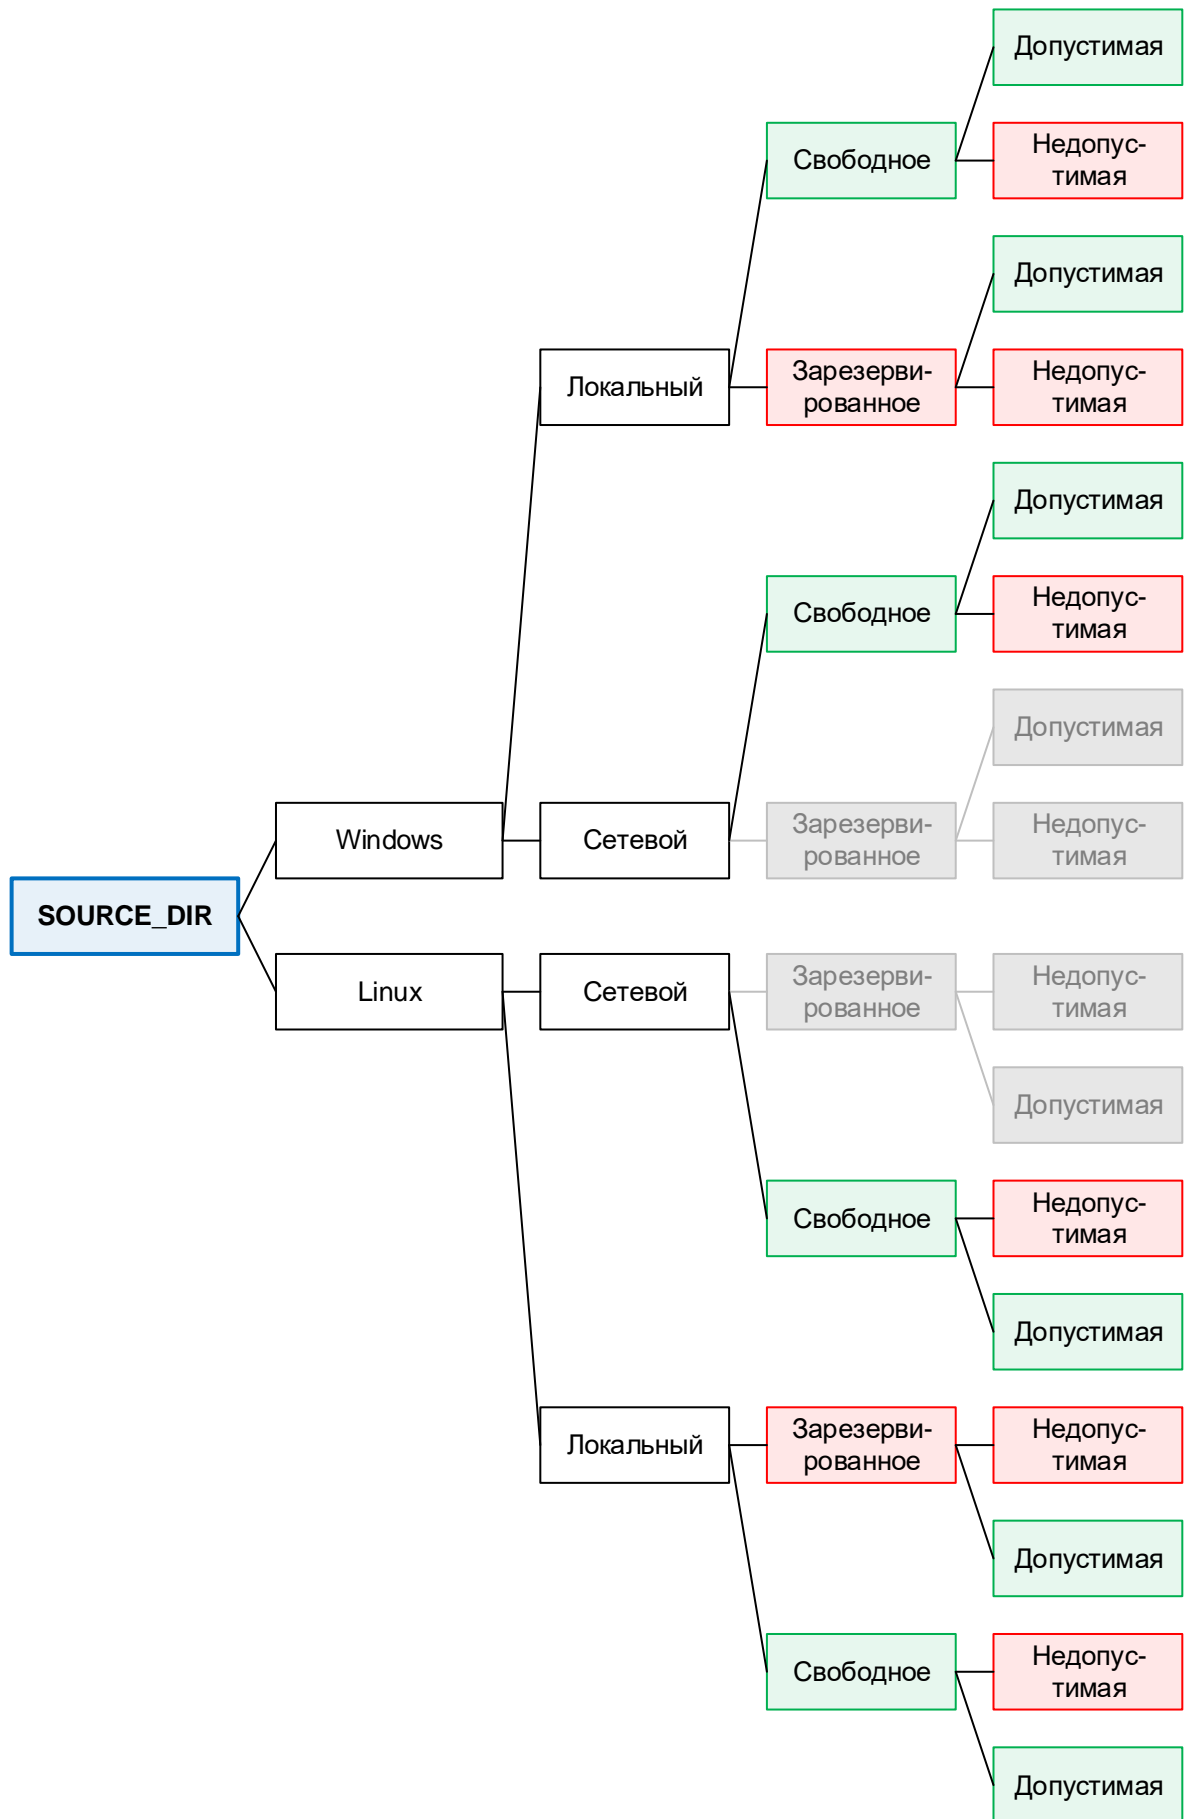 Допустимая
Свободное
Недопус-
тимая
Допустимая
Локальный
Зарезерви-
рованное
Недопус-
тимая
Допустимая
Свободное
Недопус-
тимая
Допустимая
Windows
Сетевой
Зарезерви-
рованное
Недопус-
тимая
SOURCE_DIR
Linux
Сетевой
Зарезерви-
рованное
Недопус-
тимая
Допустимая
Свободное
Недопус-
тимая
Допустимая
Локальный
Зарезерви-
рованное
Недопус-
тимая
Допустимая
Свободное
Недопус-
тимая
Допустимая